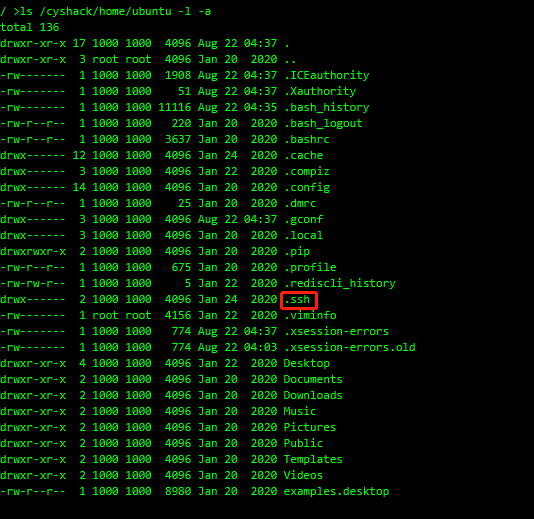 / >ls /cyshack/home/ubuntu -l -a
total 136
drwxr-xr-x 17 1000 1000  4096 Aug 22 04:37 .
drwxr-xr-x  3 root root  4096 Jan 20  2020 ..
-rw-------  1 1000 1000  1908 Aug 22 04:37 .ICEauthority
-rw-------  1 1000 1000    51 Aug 22 04:37 .Xauthority
-rw-------  1 1000 1000 11116 Aug 22 04:35 .bash_history
-rw-r--r--  1 1000 1000   220 Jan 20  2020 .bash_logout
-rw-r--r--  1 1000 1000  3637 Jan 20  2020 .bashrc
drwx------ 12 1000 1000  4096 Jan 24  2020 .cache
drwx------  3 1000 1000  4096 Jan 22  2020 .compiz
drwx------ 14 1000 1000  4096 Jan 20  2020 .config
-rw-r--r--  1 1000 1000    25 Jan 20  2020 .dmrc
drwx------  3 1000 1000  4096 Aug 22 04:37 .gconf
drwx------  3 1000 1000  4096 Jan 20  2020 .local
drwxrwxr-x  2 1000 1000  4096 Jan 20  2020 .pip
-rw-r--r--  1 1000 1000   675 Jan 20  2020 .profile
-rw-rw-r--  1 1000 1000     5 Jan 22  2020 .rediscli_history
drwx------  2 1000 1000  4096 Jan 24  2020 .ssh
-rw-------  1 root root  4156 Jan 22  2020 .viminfo
-rw-------  1 1000 1000   774 Aug 22 04:37 .xsession-errors
-rw-------  1 1000 1000   774 Aug 22 04:03 .xsession-errors.old
drwxr-xr-x  4 1000 1000  4096 Jan 22  2020 Desktop
drwxr-xr-x  2 1000 1000  4096 Jan 20  2020 Documents
drwxr-xr-x  2 1000 1000  4096 Jan 20  2020 Downloads
drwxr-xr-x  2 1000 1000  4096 Jan 20  2020 Music
drwxr-xr-x  2 1000 1000  4096 Jan 20  2020 Pictures
drwxr-xr-x  2 1000 1000  4096 Jan 20  2020 Public
drwxr-xr-x  2 1000 1000  4096 Jan 20  2020 Templates
drwxr-xr-x  2 1000 1000  4096 Jan 20  2020 Videos
-rw-r--r--  1 1000 1000  8980 Jan 20  2020 examples.desktop